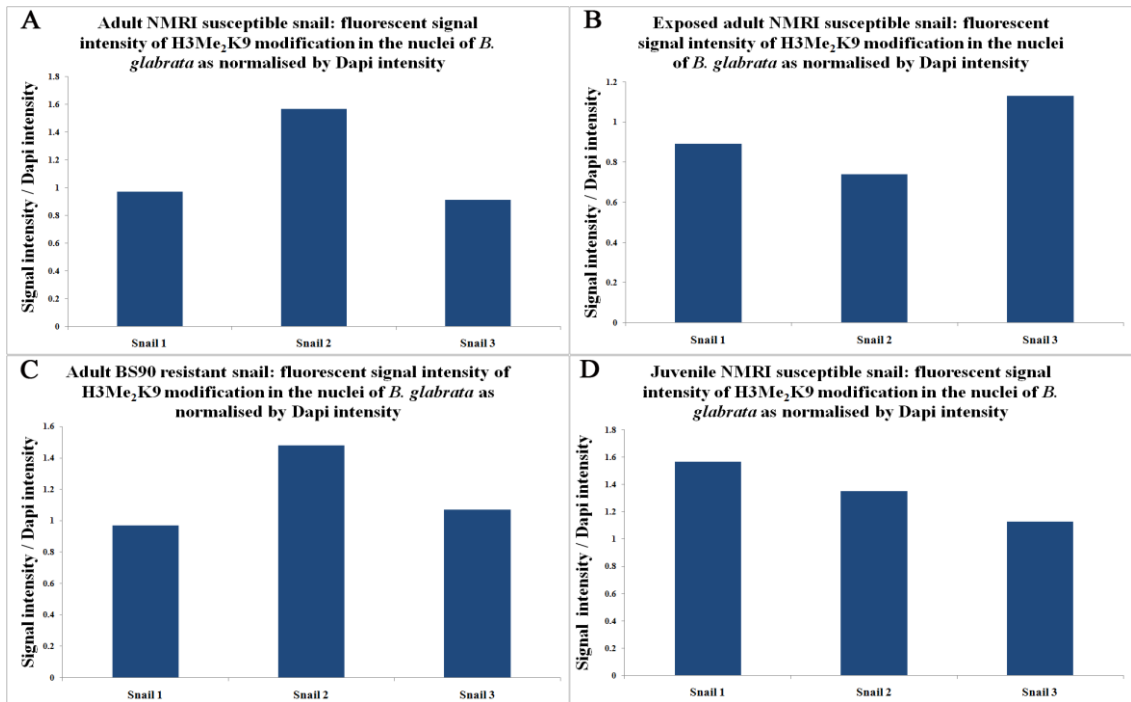 A
Adult NMRI susceptible snail: fluorescent signal
intensity of H3Me₂K9 modification in the nuclei of B.
glabrata as normalised by Dapi intensity
Signal intensity / Dapi intensity
1.8
1.6
1.4
1.2
1
0.8
0.6
0.4
0.2
0
Snail 1 Snail 2 Snail 3
B
Exposed adult NMRI susceptible snail: fluorescent
signal intensity of H3Me₂K9 modification in the nuclei
of B. glabrata as normalised by Dapi intensity
Signal intensity / Dapi intensity
1.2
1
0.8
0.6
0.4
0.2
0
Snail 1 Snail 2 Snail 3
C
Adult BS90 resistant snail: fluorescent signal intensity of
H3Me₂K9 modification in the nuclei of B. glabrata as
normalised by Dapi intensity
Signal intensity / Dapi intensity
1.6
1.4
1.2
1
0.8
0.6
0.4
0.2
0
Snail 1 Snail 2 Snail 3
D
Juvenile NMRI susceptible snail: fluorescent signal
intensity of H3Me₂K9 modification in the nuclei of B.
glabrata as normalised by Dapi intensity
Signal intensity / Dapi intensity
1.8
1.6
1.4
1.2
1
0.8
0.6
0.4
0.2
0
Snail 1 Snail 2 Snail 3